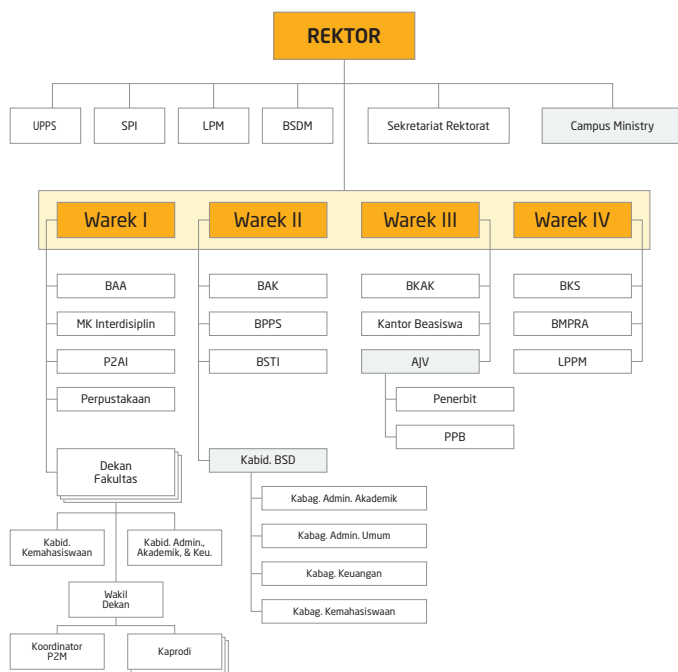 REKTOR
UPPS
SPI
LPM
BSDM
Sekretariat Rektorat
Campus Ministry
Warek I
Warek II
Warek III
Warek IV
BAA
BAK
BKAK
BKS
MK Interdisiplin
BPPS
Kantor Beasiswa
BMPRA
P2AI
BSTI
AJV
LPPM
Perpustakaan
Penerbit
PPB
Dekan
Fakultas
Kabid. BSD
Kabag. Admin. Akademik
Kabid.
Kemahasiswaan
Kabid. Admin.,
Akademik, & Keu.
Kabag. Admin. Umum
Kabag. Keuangan
Wakil
Dekan
Kabag. Kemahasiswaan
Koordinator
P2M
Kaprodi